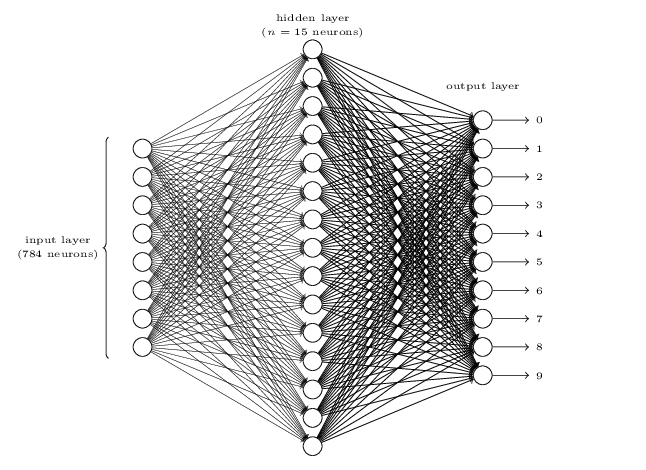 hidden layer
(n = 15 neurons)
output layer
input layer
(784 neurons)
0
1
2
3
4
5
6
7
8
9